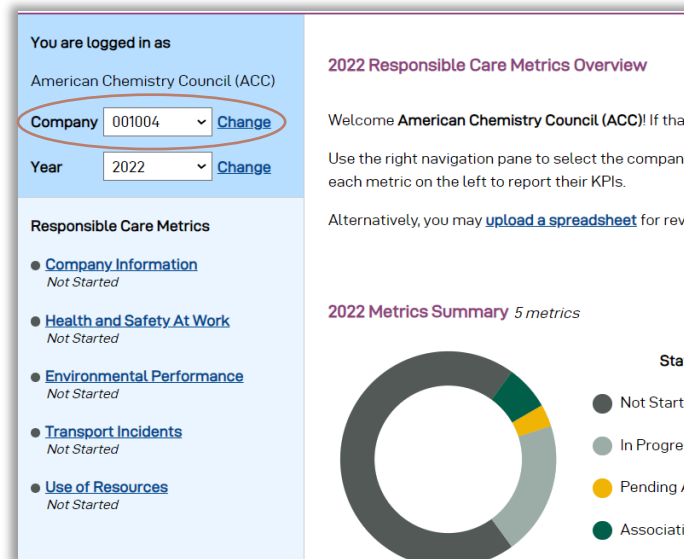 You are logged in as
American Chemistry Council (ACC)
Company 001004 Change
Year 2022 Change
Responsible Care Metrics
Company Information
Not Started
Health and Safety At Work
Not Started
Environmental Performance
Not Started
Transport Incidents
Not Started
Use of Resources
Not Started
2022 Responsible Care Metrics Overview
Welcome American Chemistry Council (ACC)! If tha
Use the right navigation pane to select the compan
each metric on the left to report their KPIs.
Alternatively, you may upload a spreadsheet for rev
2022 Metrics Summary 5 metrics
Sta
Not Start
In Progre
Pending A
Associati